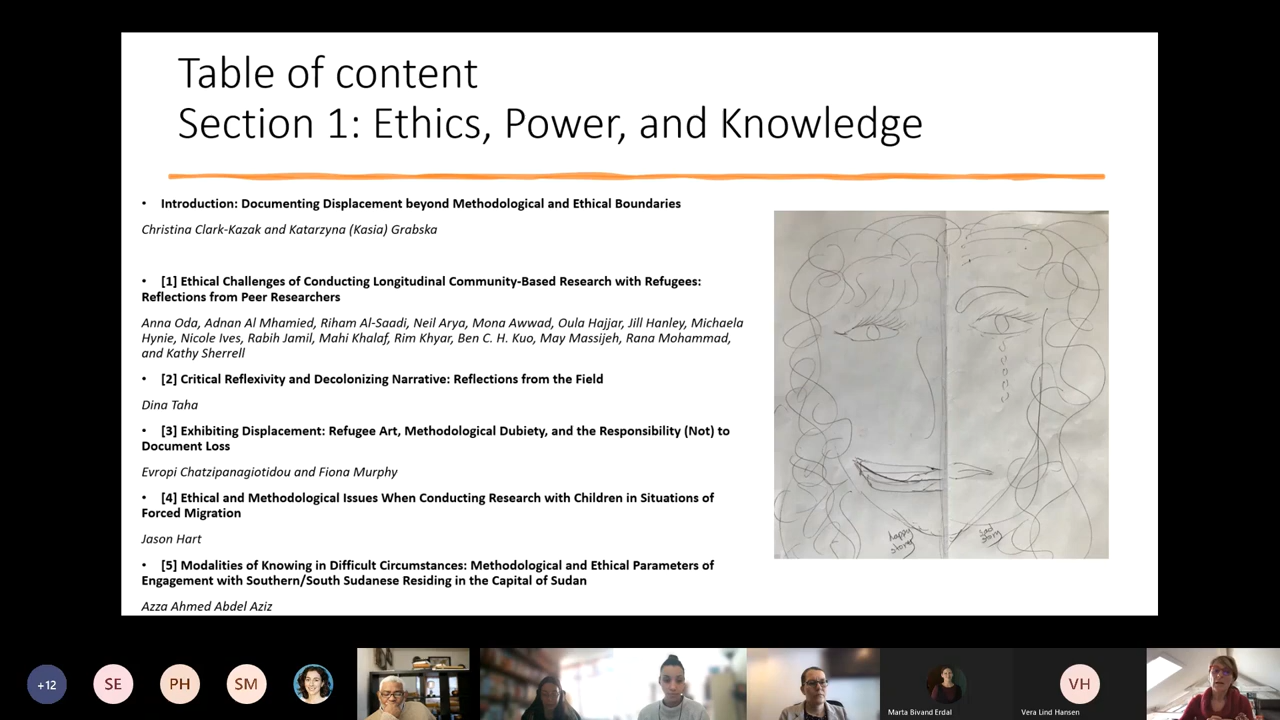 Table of content
Section 1: Ethics, Power, and Knowledge
• Introduction: Documenting Displacement beyond Methodological and Ethical Boundaries
Christina Clark-Kazak and Katarzyna (Kasia) Grabska
• [1] Ethical Challenges of Conducting Longitudinal Community-Based Research with Refugees:
Reflections from Peer Researchers
Anna Oda, Adnan Al Mhamied, Riham Al-Saadi, Neil Arya, Mona Awwad, Oula Hajjar, Jill Hanley, Michaela
Hynie, Nicole Ives, Rabih Jamil, Mahi Khalaf, Rim Khyar, Ben C. H. Kuo, May Massijeh, Rana Mohammad,
and Kathy Sherrell
• [2] Critical Reflexivity and Decolonizing Narrative: Reflections from the Field
Dina Taha
• [3] Exhibiting Displacement: Refugee Art, Methodological Dubiety, and the Responsibility (Not) to
Document Loss
Evropi Chatzipanagiotidou and Fiona Murphy
• [4] Ethical and Methodological Issues When Conducting Research with Children in Situations of
Forced Migration
Jason Hart
• [5] Modalities of Knowing in Difficult Circumstances: Methodological and Ethical Parameters of
Engagement with Southern/South Sudanese Residing in the Capital of Sudan
Azza Ahmed Abdel Aziz
happy
story
sad
story
+12
SE
PH
SM
Marta Bivand Erdal
VH
Vera Lind Hansen